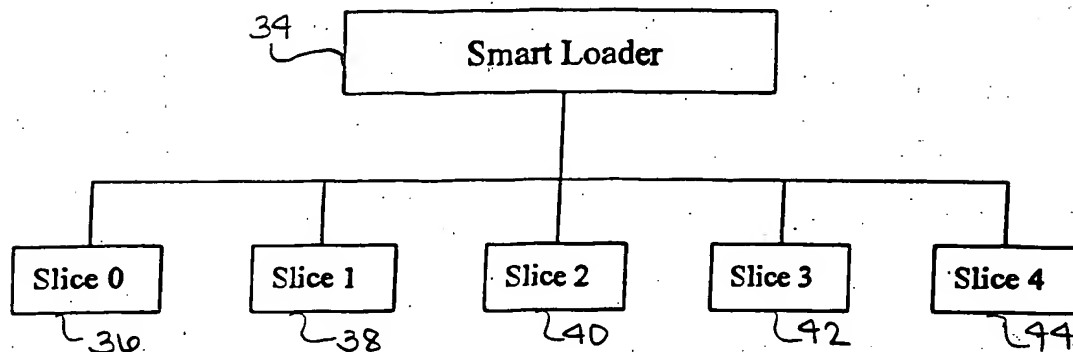 34
Smart Loader
Slice 0
Slice 1
Slice 2
Slice 3
Slice 4
36
38
40
42
44